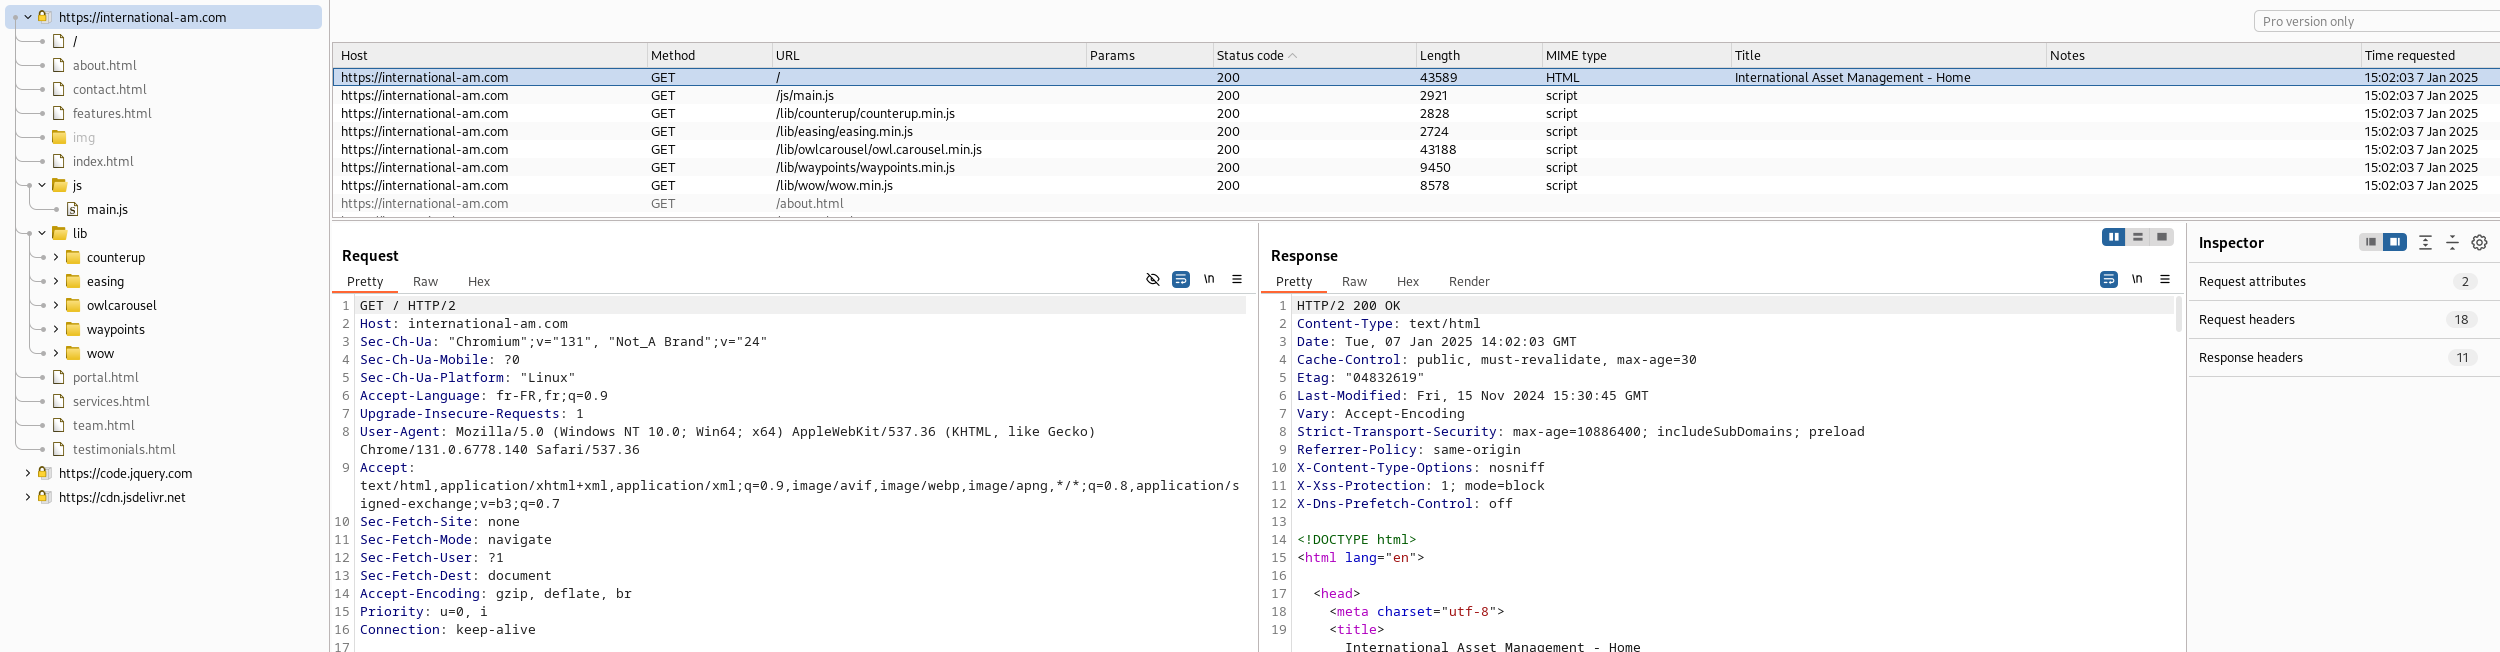 https://international-am.com
/
about.html
contact.html
features.html
img
index.html
js
main.js
lib
counterup
easing
owlcarousel
waypoints
wow
portal.html
services.html
team.html
testimonials.html
https://code.jquery.com
https://cdn.jsdelivr.net
Pro version only
Host Method URL Params Status code Length MIME type Title Notes Time requested
https://international-am.com GET / 200 43589 HTML International Asset Management - Home 15:02:03 7 Jan 2025
https://international-am.com GET /js/main.js 200 2921 script 15:02:03 7 Jan 2025
https://international-am.com GET /lib/counterup/counterup.min.js 200 2828 script 15:02:03 7 Jan 2025
https://international-am.com GET /lib/easing/easing.min.js 200 2724 script 15:02:03 7 Jan 2025
https://international-am.com GET /lib/owlcarousel/owl.carousel.min.js 200 43188 script 15:02:03 7 Jan 2025
https://international-am.com GET /lib/waypoints/waypoints.min.js 200 9450 script 15:02:03 7 Jan 2025
https://international-am.com GET /lib/wow/wow.min.js 200 8578 script 15:02:03 7 Jan 2025
https://international-am.com GET /about.html
Request
Pretty Raw Hex
\n
1 GET / HTTP/2
2 Host: international-am.com
3 Sec-Ch-Ua: "Chromium";v="131", "Not_A Brand";v="24"
4 Sec-Ch-Ua-Mobile: ?0
5 Sec-Ch-Ua-Platform: "Linux"
6 Accept-Language: fr-FR,fr;q=0.9
7 Upgrade-Insecure-Requests: 1
8 User-Agent: Mozilla/5.0 (Windows NT 10.0; Win64; x64) AppleWebKit/537.36 (KHTML, like Gecko)
Chrome/131.0.6778.140 Safari/537.36
9 Accept:
text/html,application/xhtml+xml,application/xml;q=0.9,image/avif,image/webp,image/apng,*/*;q=0.8,application/s
igned-exchange;v=b3;q=0.7
10 Sec-Fetch-Site: none
11 Sec-Fetch-Mode: navigate
12 Sec-Fetch-User: ?1
13 Sec-Fetch-Dest: document
14 Accept-Encoding: gzip, deflate, br
15 Priority: u=0, i
16 Connection: keep-alive
17
Response
Pretty Raw Hex Render
\n
1 HTTP/2 200 OK
2 Content-Type: text/html
3 Date: Tue, 07 Jan 2025 14:02:03 GMT
4 Cache-Control: public, must-revalidate, max-age=30
5 Etag: "04832619"
6 Last-Modified: Fri, 15 Nov 2024 15:30:45 GMT
7 Vary: Accept-Encoding
8 Strict-Transport-Security: max-age=10886400; includeSubDomains; preload
9 Referrer-Policy: same-origin
10 X-Content-Type-Options: nosniff
11 X-Xss-Protection: 1; mode=block
12 X-Dns-Prefetch-Control: off
13
14 <!DOCTYPE html>
15 <html lang="en">
16
17 <head>
18 <meta charset="utf-8">
19 <title>
International Asset Management - Home
Inspector
Request attributes 2
Request headers 18
Response headers 11